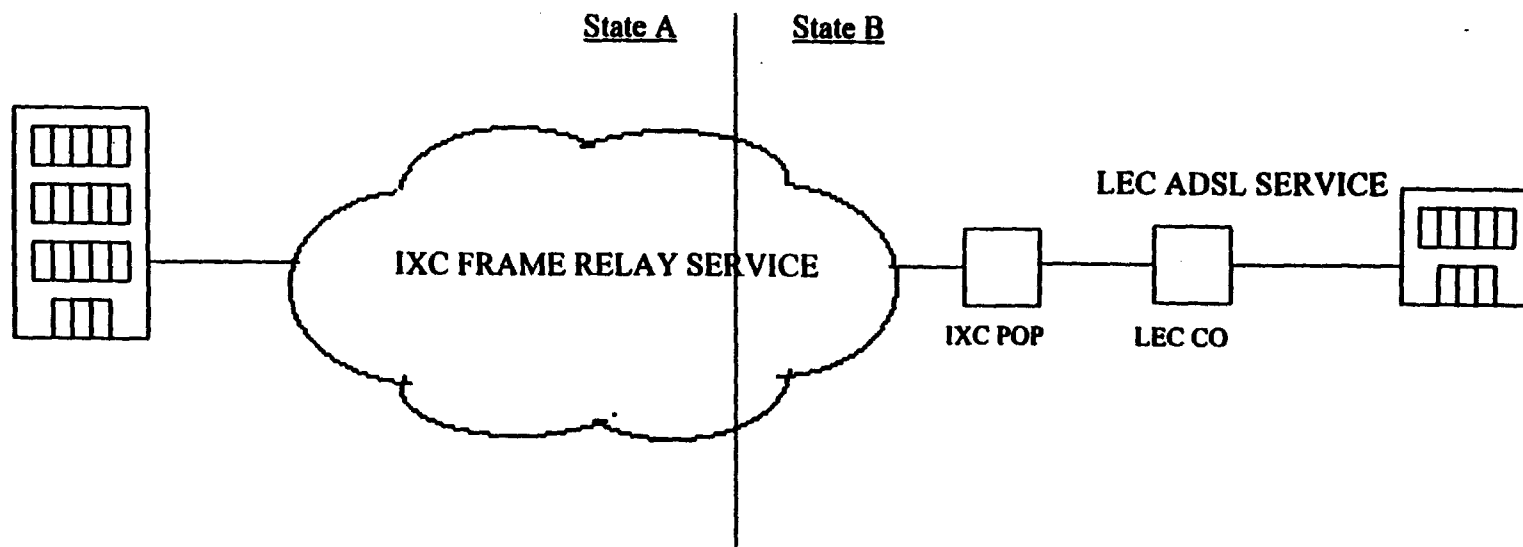 State A
State B
LEC ADSL SERVICE
IXC FRAME RELAY SERVICE
IXC POP
LEC CO